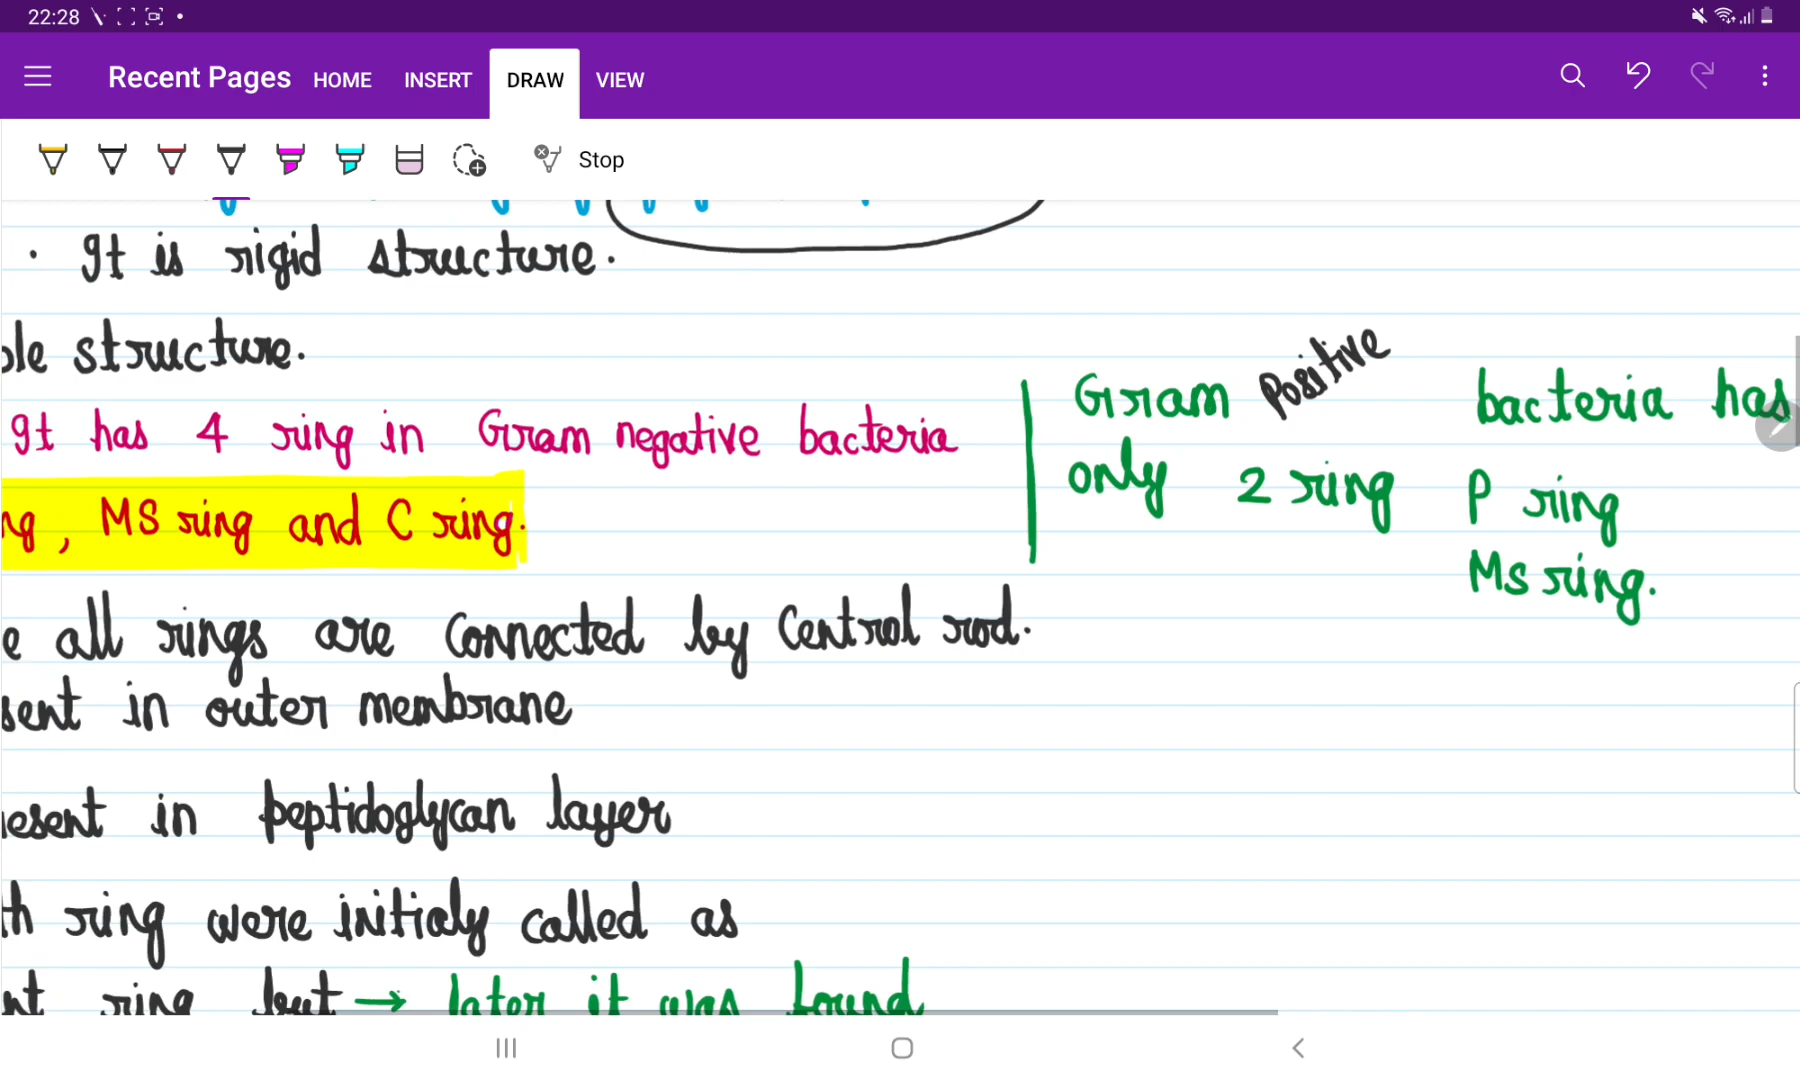 22:28
Recent Pages HOME INSERT DRAW VIEW
Stop
. It is rigid structure.
ole structure.
It has 4 ring in Gram negative bacteria
ng, MS ring and C ring.
Gram Positive bacteria has
only 2 ring P ring
Ms ring.
e all rings are connected by Central rod.
sent in outer membrane
resent in peptidoglycan layer
th ring were initialy called as
nt ring but → later it was found